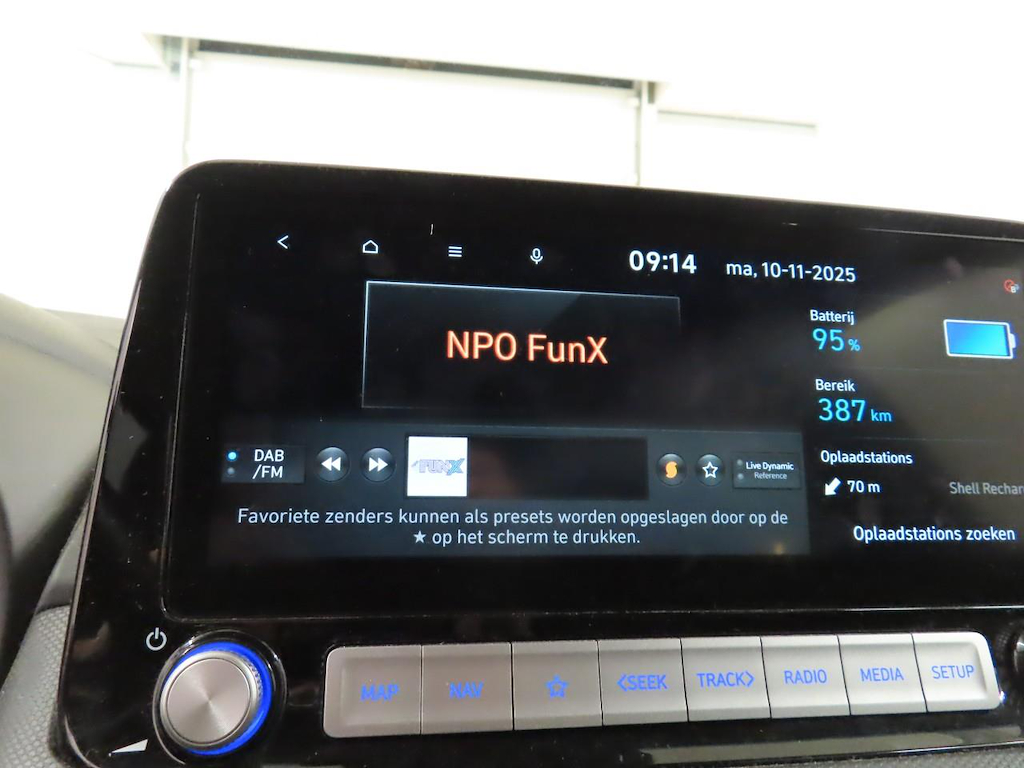 09:14 ma, 10-11-2025
NPO FunX
Batterij
95 %
Bereik
387 km
DAB
/FM
FUNX
Live Dynamic
Reference
Oplaadstations
70 m Shell Rechar
Favoriete zenders kunnen als presets worden opgeslagen door op de
★ op het scherm te drukken.
Oplaadstations zoeken
MAP NAV ☆ <SEEK TRACK> RADIO MEDIA SETUP